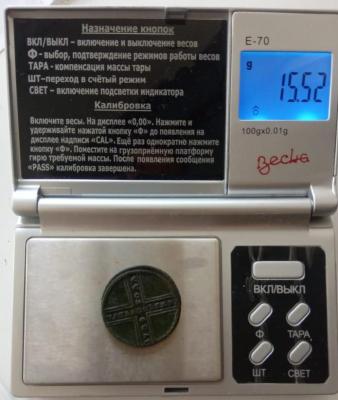 Назначение кнопок
ВКЛ/ВЫКЛ – включение и выключение весов
Ф - выбор, подтверждение режимов работы весов
ТАРА - компенсация массы тары
ШТ–переход в счётый режим
СВЕТ – включение подсветки индикатора
Калибровка
Включите весы. На дисплее «0,00». Нажмите и
удерживайте нажатой кнопку «Ф» до появления на
дисплее надписи «CAL». Ещё раз однократно нажмите
кнопку «Ф». Поместите на грузоприёмную платформу
гирю требуемой массы. После появления сообщения
«PASS» калибровка завершена.
E-70
g
15.52
100gx0.01g
Весна
ВКЛ/ВЫКЛ
Ф ТАРА
ШТ СВЕТ